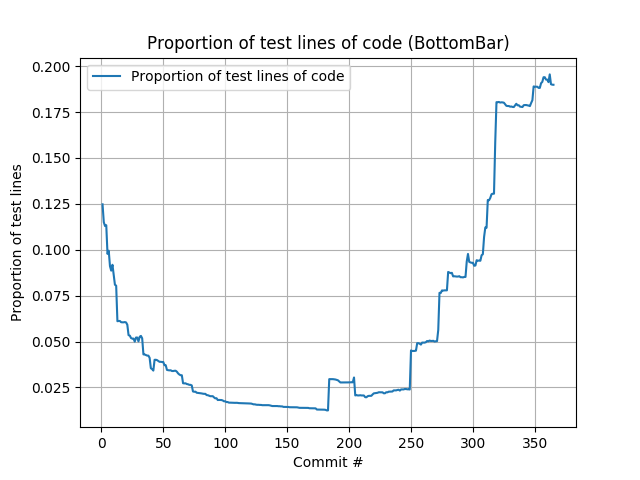 Proportion of test lines of code (BottomBar)
Proportion of test lines of code
0.200
0.175
0.150
0.125
0.100
0.075
0.050
0.025
Proportion of test lines
0 50 100 150 200 250 300 350
Commit #